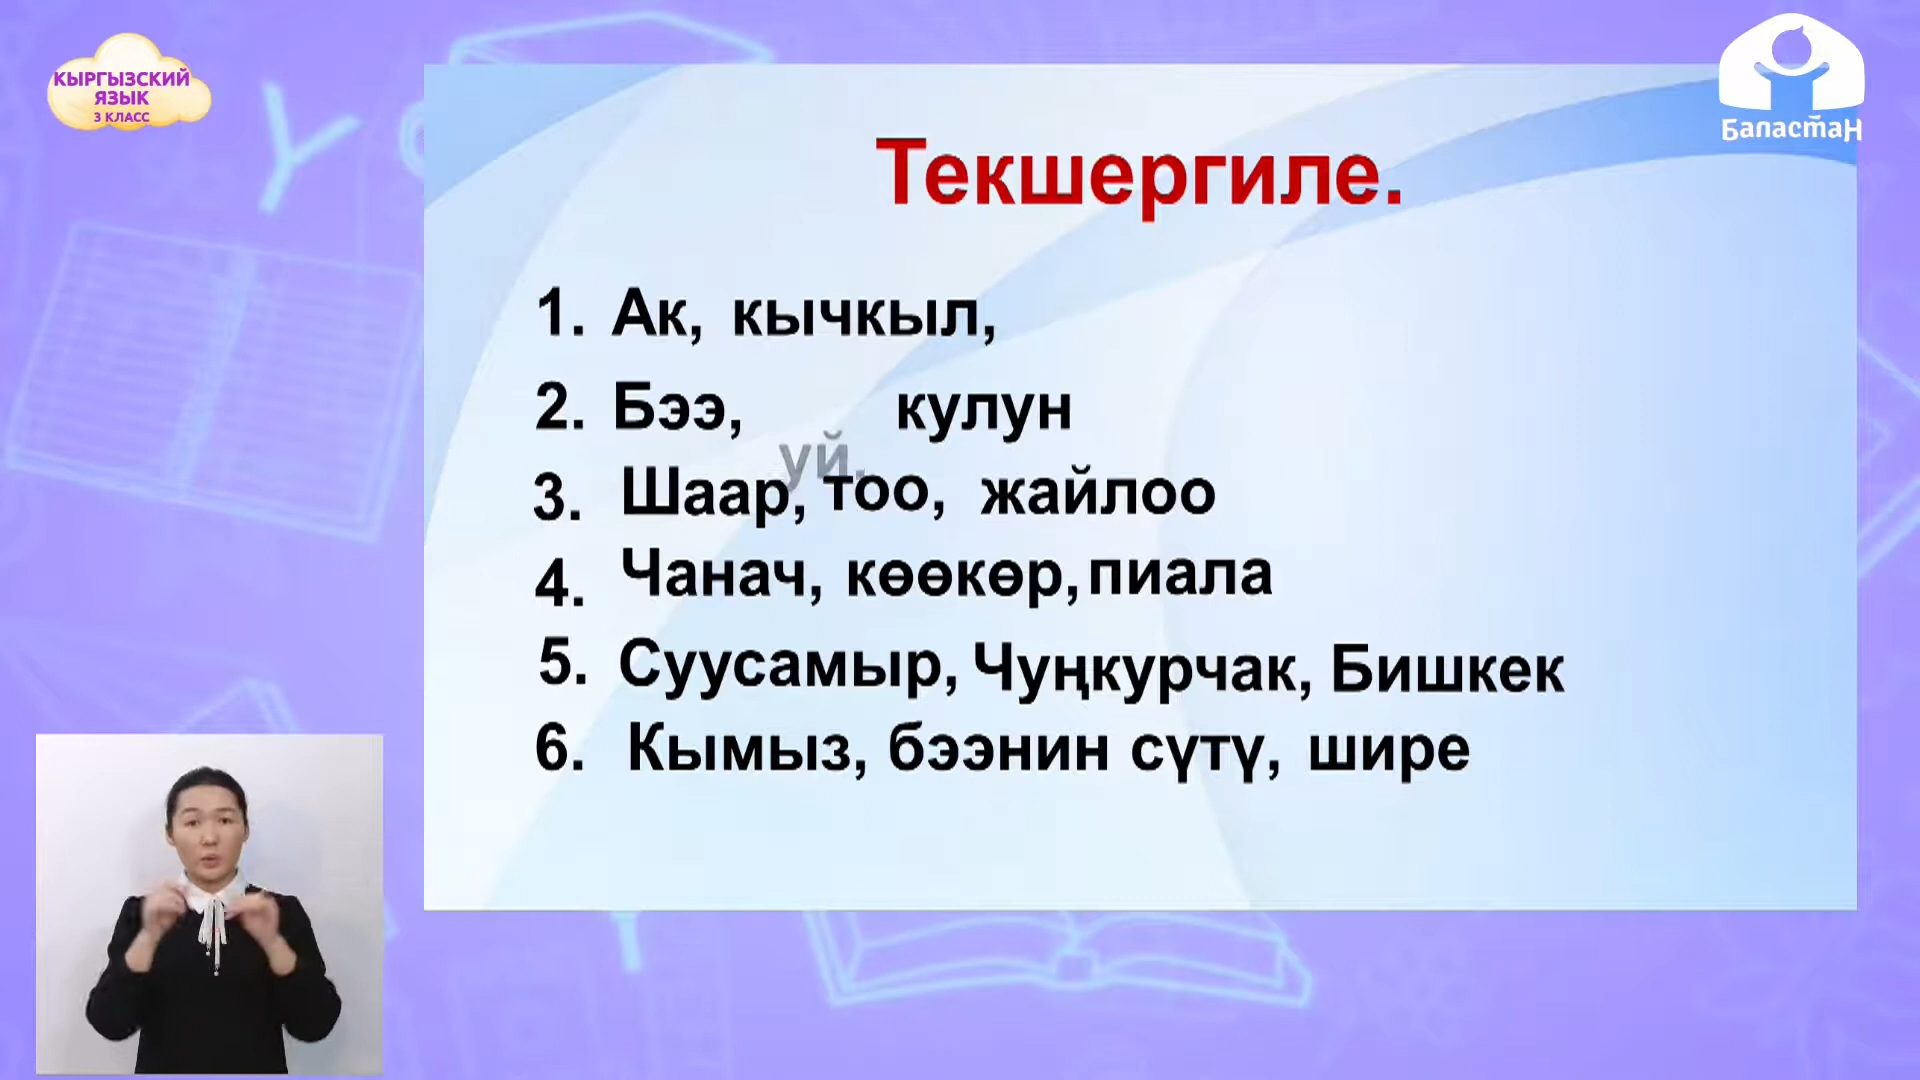 КЫРГЫЗСКИЙ
ЯЗЫК
3 КЛАСС
Баластан
Текшергиле.
1. Ак, кычкыл,
2. Бээ, кулун
уй,
3. Шаар, тоо, жайлоо
4. Чанач, көөкөр, пиала
5. Суусамыр, Чуңкурчак, Бишкек
6. Кымыз, бээнин сүтү, шире